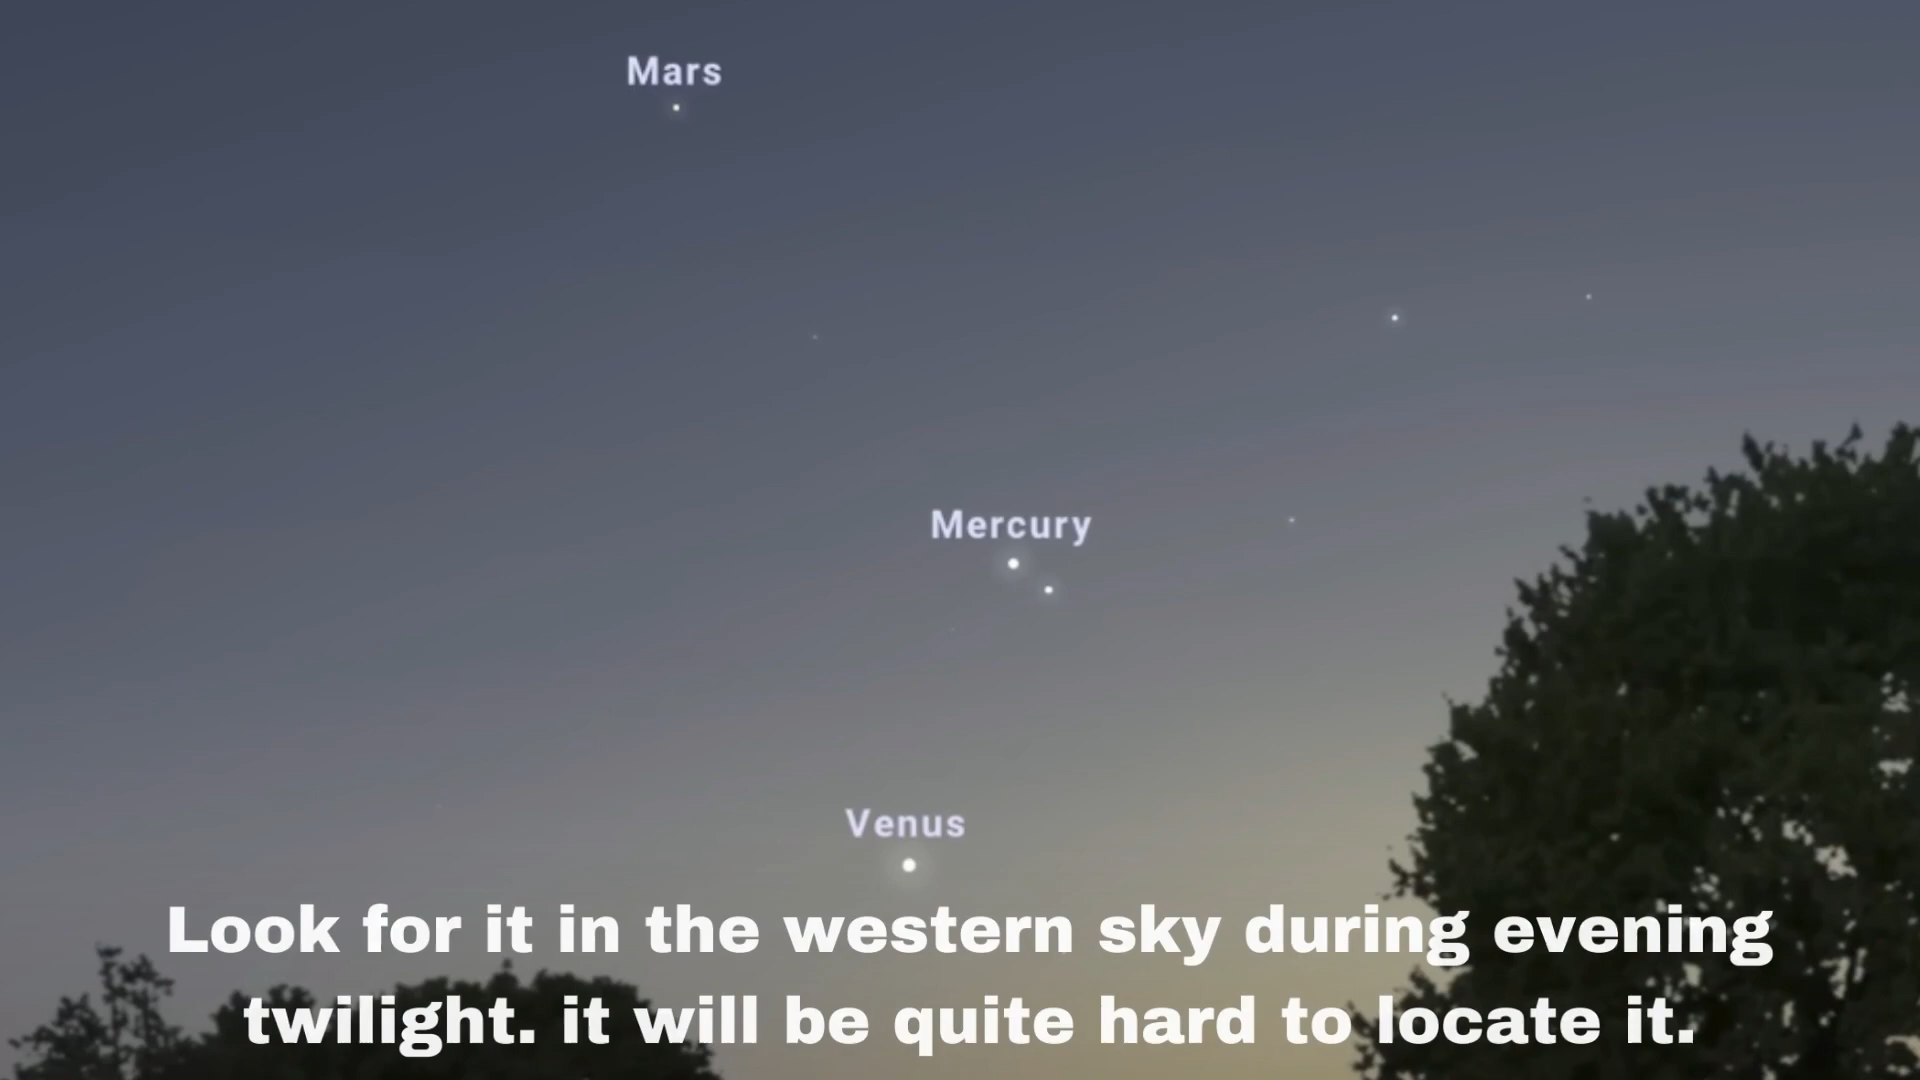 Mars
Mercury
Venus
Look for it in the western sky during evening
twilight. it will be quite hard to locate it.